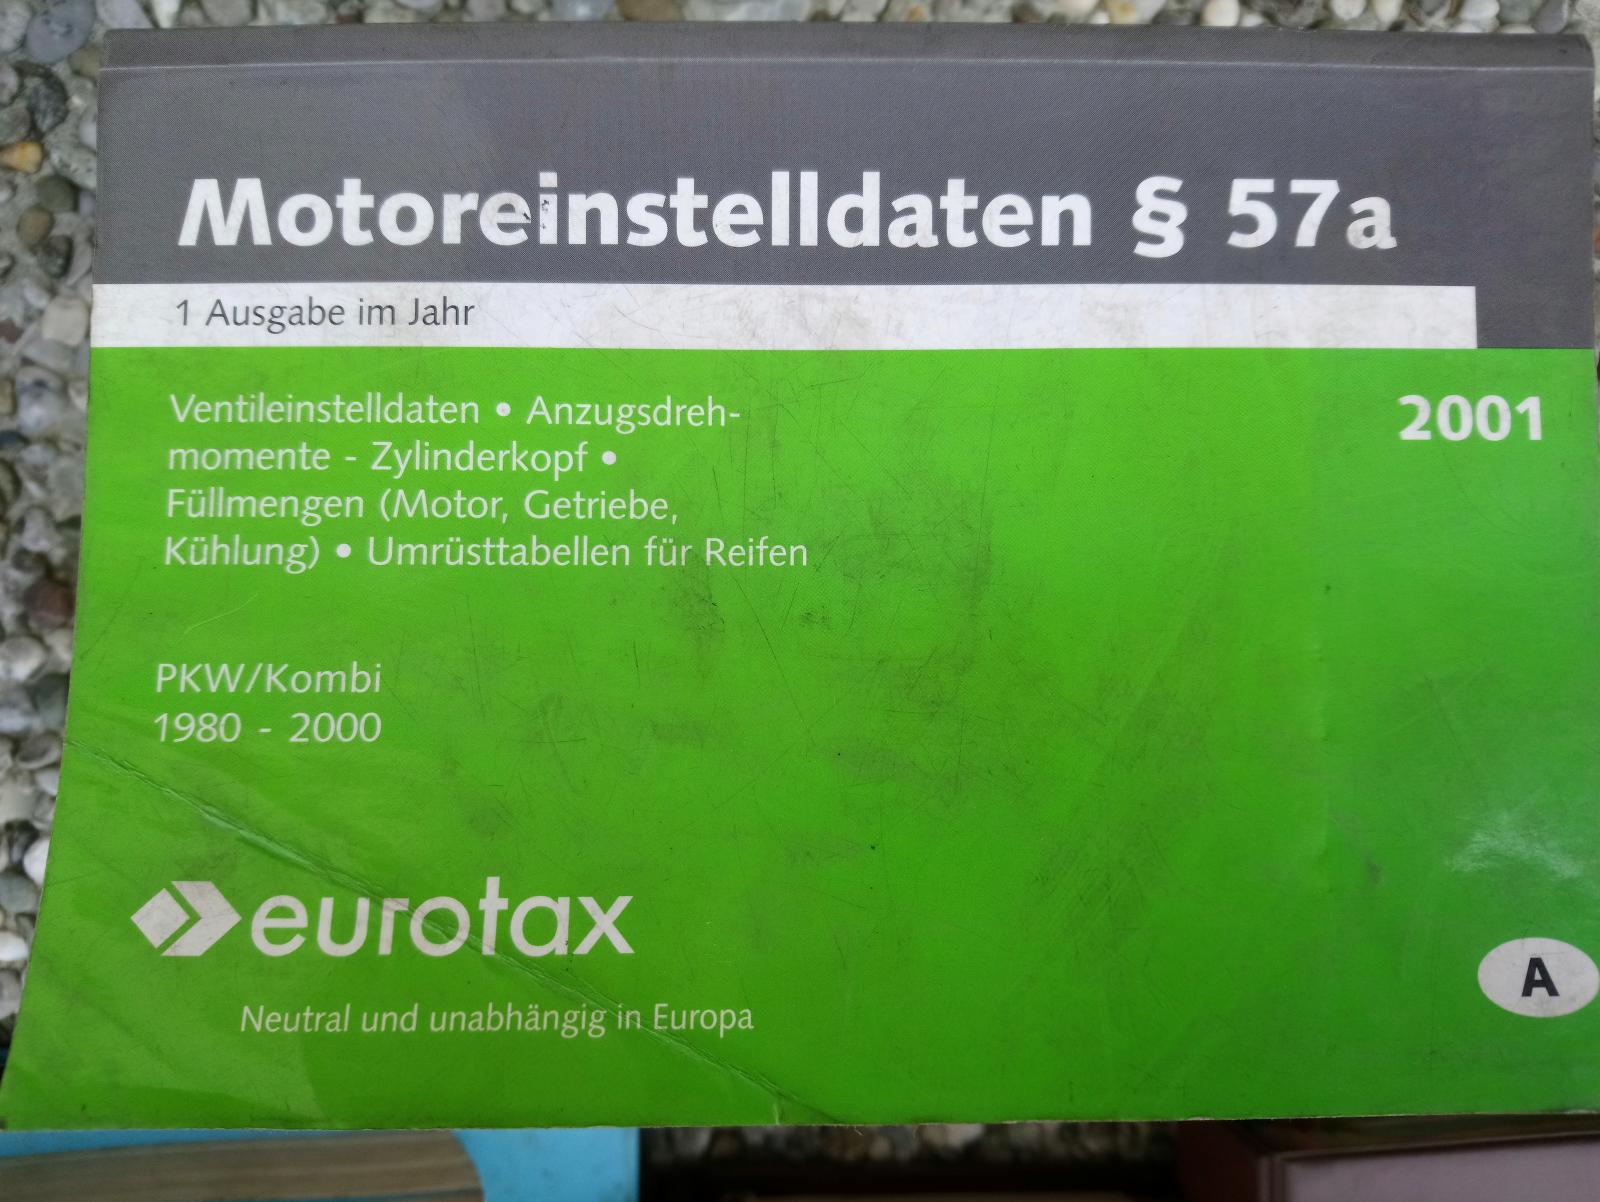 Motoreinstelldaten § 57a
1 Ausgabe im Jahr
Ventileinstelldaten • Anzugsdreh-
momente - Zylinderkopf •
Füllmengen (Motor, Getriebe,
Kühlung) • Umrüsttabellen für Reifen
2001
PKW/Kombi
1980 - 2000
eurotax
Neutral und unabhängig in Europa
A